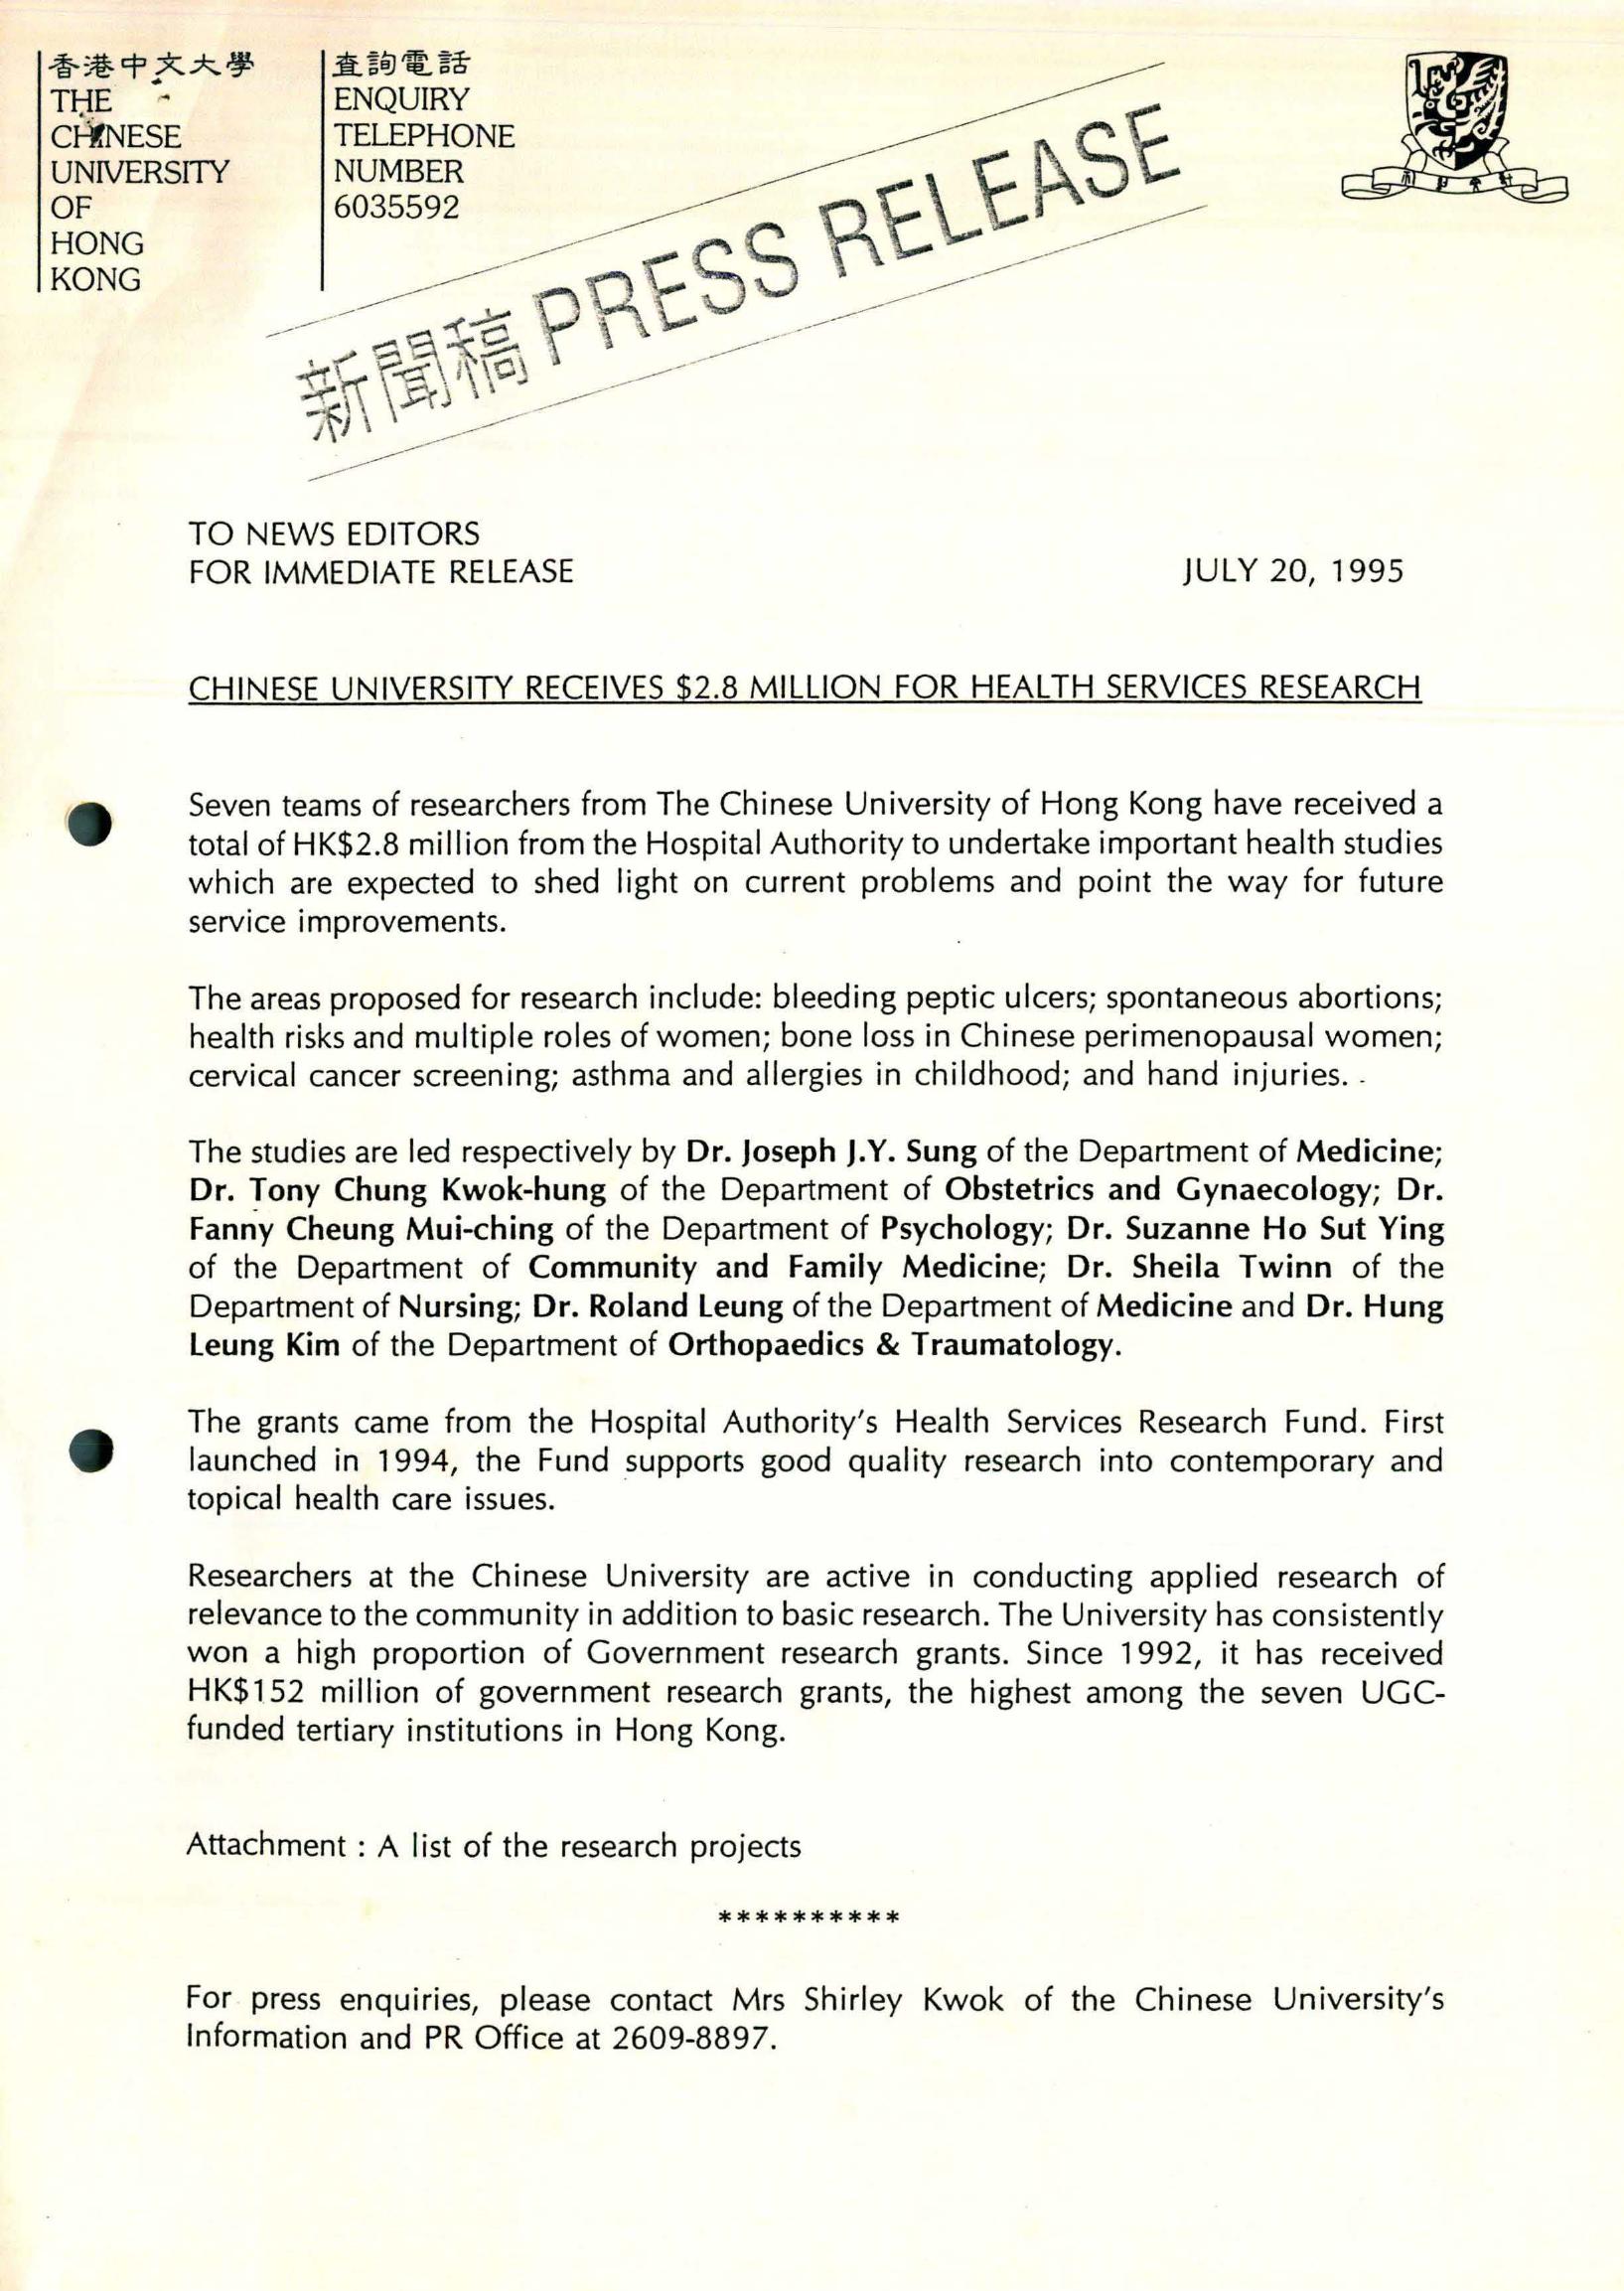 香港中文大學
THE
CHINESE
UNIVERSITY
OF
HONG
KONG
查詢電話
ENQUIRY
TELEPHONE
NUMBER
6035592
新聞稿 PRESS RELEASE
TO NEWS EDITORS
FOR IMMEDIATE RELEASE JULY 20, 1995
CHINESE UNIVERSITY RECEIVES $2.8 MILLION FOR HEALTH SERVICES RESEARCH
Seven teams of researchers from The Chinese University of Hong Kong have received a
total of HK$2.8 million from the Hospital Authority to undertake important health studies
which are expected to shed light on current problems and point the way for future
service improvements.
The areas proposed for research include: bleeding peptic ulcers; spontaneous abortions;
health risks and multiple roles of women; bone loss in Chinese perimenopausal women;
cervical cancer screening; asthma and allergies in childhood; and hand injuries.
The studies are led respectively by Dr. Joseph J.Y. Sung of the Department of Medicine;
Dr. Tony Chung Kwok-hung of the Department of Obstetrics and Gynaecology; Dr.
Fanny Cheung Mui-ching of the Department of Psychology; Dr. Suzanne Ho Sut Ying
of the Department of Community and Family Medicine; Dr. Sheila Twinn of the
Department of Nursing; Dr. Roland Leung of the Department of Medicine and Dr. Hung
Leung Kim of the Department of Orthopaedics & Traumatology.
The grants came from the Hospital Authority's Health Services Research Fund. First
launched in 1994, the Fund supports good quality research into contemporary and
topical health care issues.
Researchers at the Chinese University are active in conducting applied research of
relevance to the community in addition to basic research. The University has consistently
won a high proportion of Government research grants. Since 1992, it has received
HK$152 million of government research grants, the highest among the seven UGC-
funded tertiary institutions in Hong Kong.
Attachment : A list of the research projects
**********
For press enquiries, please contact Mrs Shirley Kwok of the Chinese University's
Information and PR Office at 2609-8897.